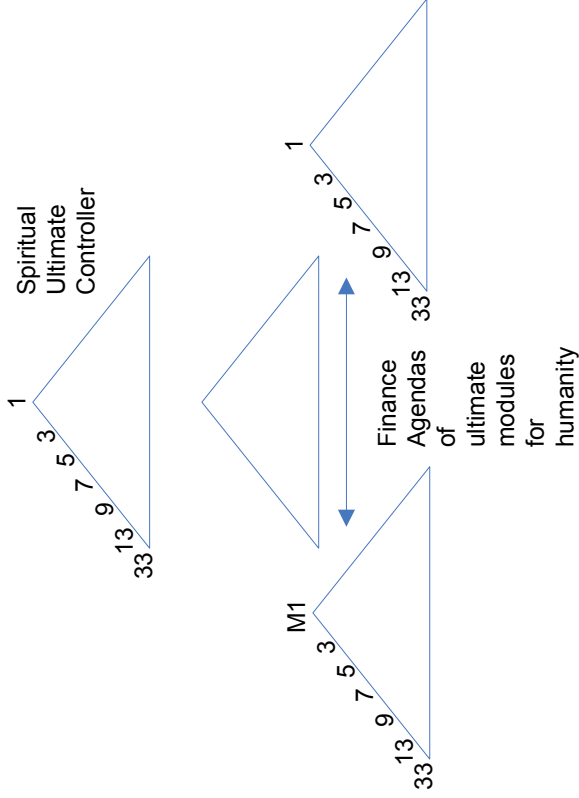 1
3
5
7
9
13
33
Spiritual
Ultimate
Controller
M1
3
5
7
9
13
33
Finance
Agendas
of
ultimate
modules
for
humanity
1
3
5
7
9
13
33